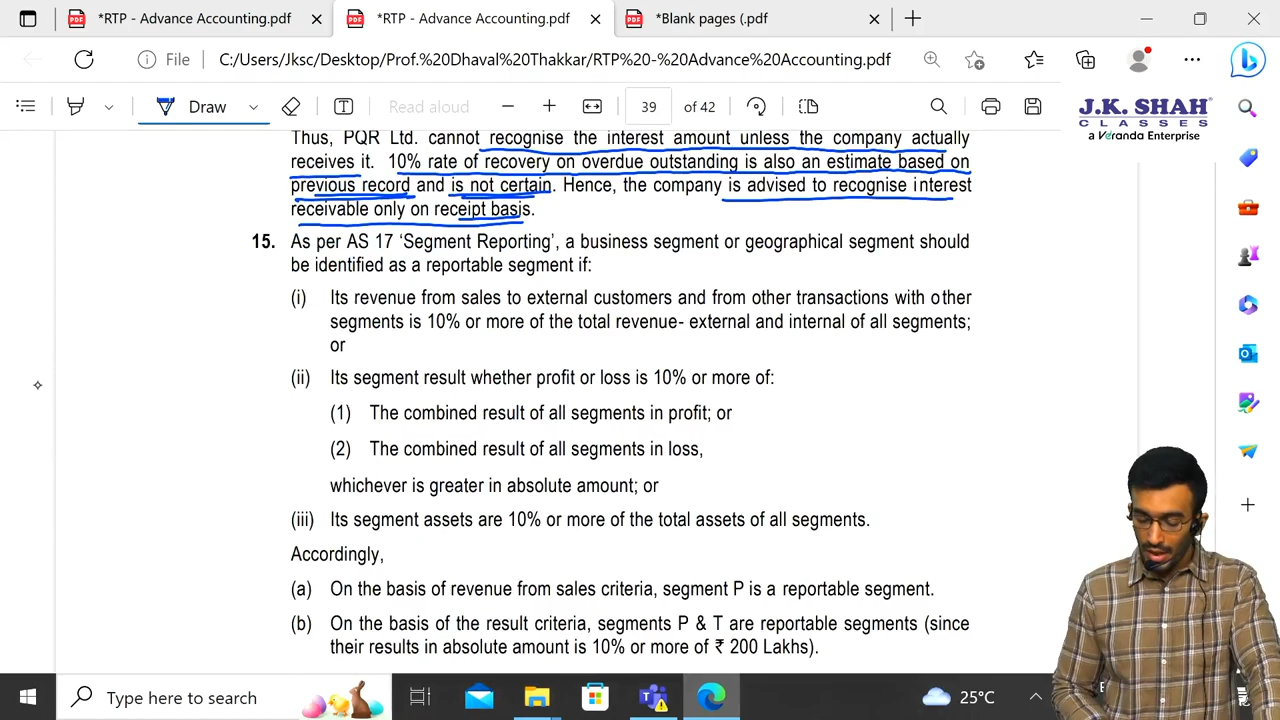 *RTP - Advance Accounting.pdf
*RTP - Advance Accounting.pdf
*Blank pages (.pdf
File
C:/Users/Jksc/Desktop/Prof.%20Dhaval%20Thakkar/RTP%20-%20Advance%20Accounting.pdf
Draw
Read aloud
39
of 42
J.K. SHAH®
CLASSES
a Veranda Enterprise
Thus, PQR Ltd. cannot recognise the interest amount unless the company actually
receives it. 10% rate of recovery on overdue outstanding is also an estimate based on
previous record and is not certain. Hence, the company is advised to recognise interest
receivable only on receipt basis.
15. As per AS 17 ‘Segment Reporting’, a business segment or geographical segment should
be identified as a reportable segment if:
(i) Its revenue from sales to external customers and from other transactions with other
segments is 10% or more of the total revenue- external and internal of all segments;
or
(ii) Its segment result whether profit or loss is 10% or more of:
(1) The combined result of all segments in profit; or
(2) The combined result of all segments in loss,
whichever is greater in absolute amount; or
(iii) Its segment assets are 10% or more of the total assets of all segments.
Accordingly,
(a) On the basis of revenue from sales criteria, segment P is a reportable segment.
(b) On the basis of the result criteria, segments P & T are reportable segments (since
their results in absolute amount is 10% or more of ₹ 200 Lakhs).
Type here to search
25°C